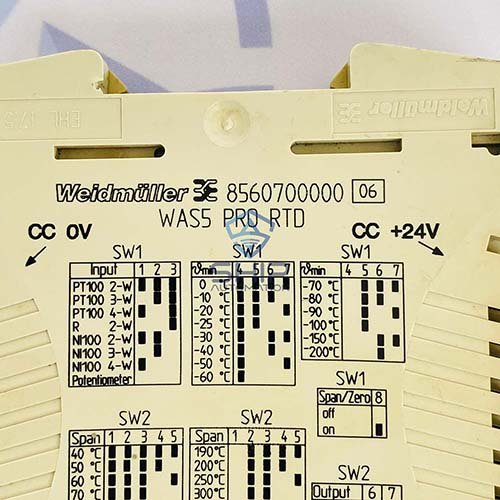 EHL 17.5
Weidmüller
Weidmüller 8560700000 06
WAS5 PRO RTD
CC 0V
CC +24V
SW1
Input 1 2 3
PT100 2-W
PT100 3-W
PT100 4-W
R 2-W
NI100 2-W
NI100 3-W
NI100 4-W
Potentiometer
SW1
ϑmin 4 5 6 7
0 °C
-10 °C
-20 °C
-25 °C
-30 °C
-40 °C
-50 °C
-60 °C
SW1
ϑmin 4 5 6 7
-70 °C
-80 °C
-90 °C
-100 °C
-150 °C
-200 °C
SW1
Span/Zero 8
off
on
SW2
Span 1 2 3 4 5
40 °C
50 °C
60 °C
70 °C
SW2
Span 1 2 3 4 5
190 °C
200 °C
250 °C
300 °C
SW2
Output 6 7
AUTOMATION